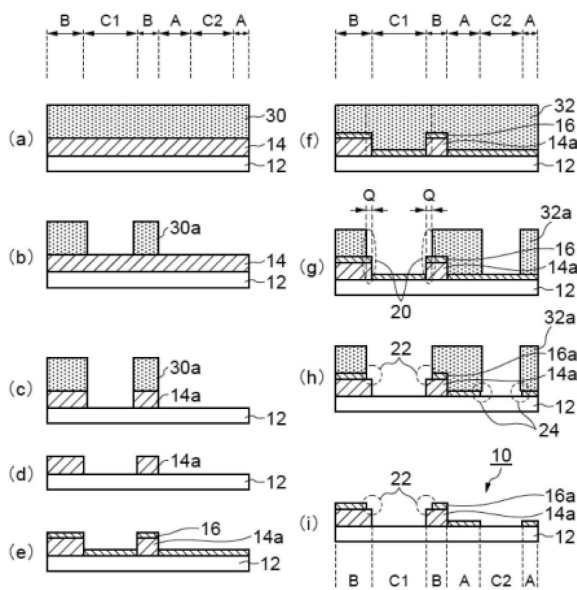 B C1 B A C2 A
(a) 30 14 12
(b) 30a 14 12
(c) 30a 14a 12
(d) 14a 12
(e) 16 14a 12
B C1 B A C2 A
(f) 32 16 14a 12
Q Q
(g) 32a 16 14a 12 20
(h) 22 32a 16a 14a 12 24
10
(i) 22 16a 14a 12
B C1 B A C2 A